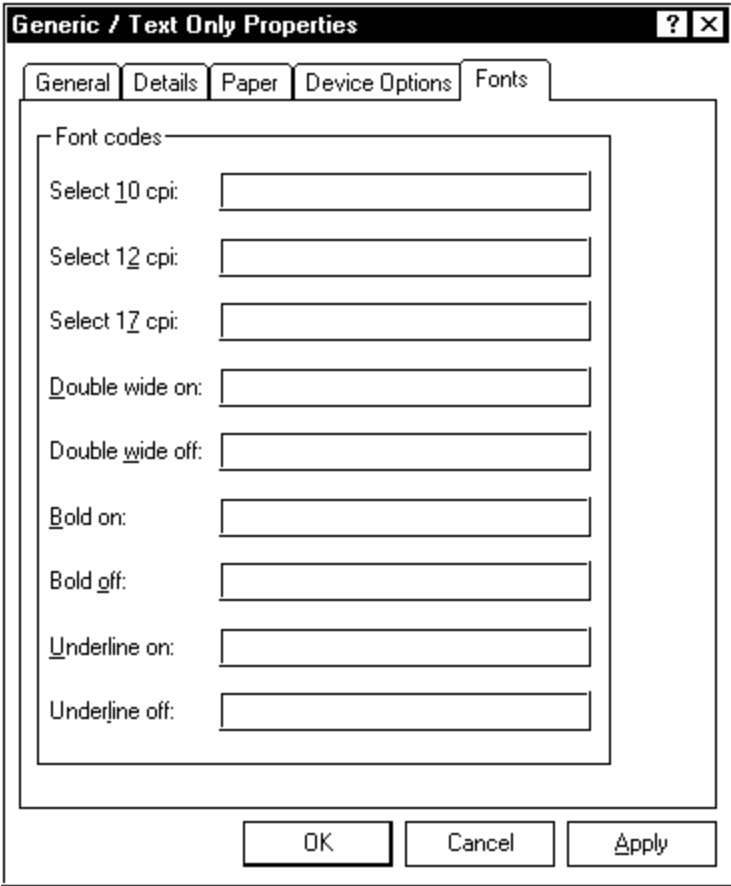 Generic / Text Only Properties ? ×
General Details Paper Device Options Fonts
Font codes
Select 10 cpi:
Select 12 cpi:
Select 17 cpi:
Double wide on:
Double wide off:
Bold on:
Bold off:
Underline on:
Underline off:
OK Cancel Apply